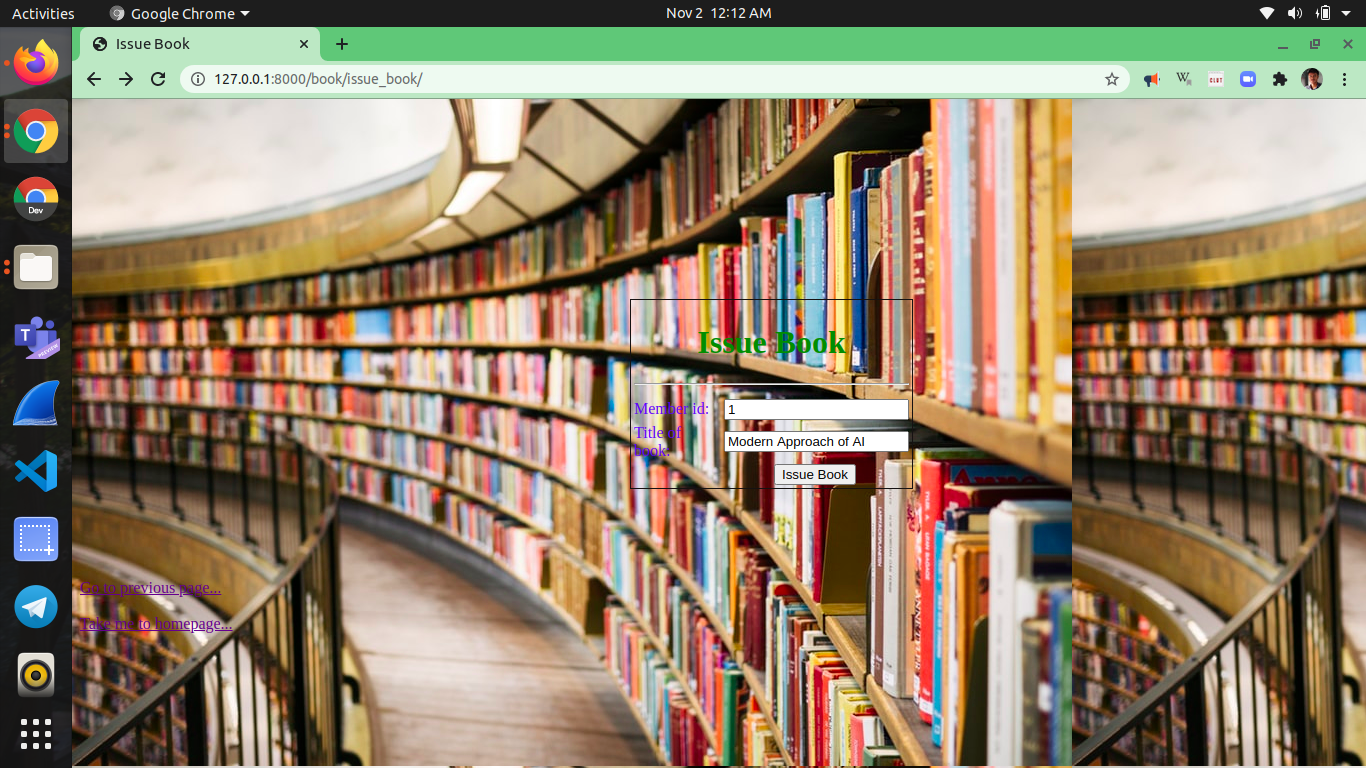 Activities
Google Chrome
Nov 2 12:12 AM
Issue Book
127.0.0.1:8000/book/issue_book/
Dev
T
PREVIEW
Issue Book
Member id:
1
Title of
book:
Modern Approach of AI
Issue Book
Go to previous page...
Take me to homepage...